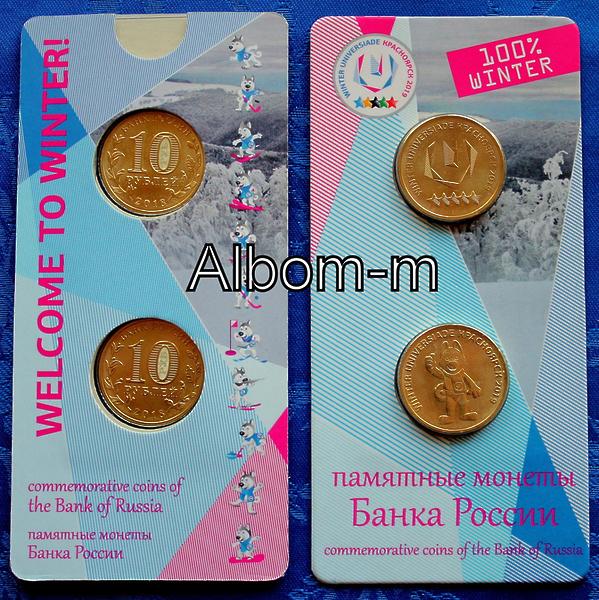 WELCOME TO WINTER!
10
РУБЛЕЙ
2018
10
РУБЛЕЙ
2018
commemorative coins of
the Bank of Russia
памятные монеты
Банка России
WINTER UNIVERSIADE КРАСНОЯРСК 2019
100%
WINTER
WINTER UNIVERSIADE КРАСНОЯРСК 2019
WINTER UNIVERSIADE КРАСНОЯРСК 2019
памятные монеты
Банка России
commemorative coins of the Bank of Russia
Albom-m